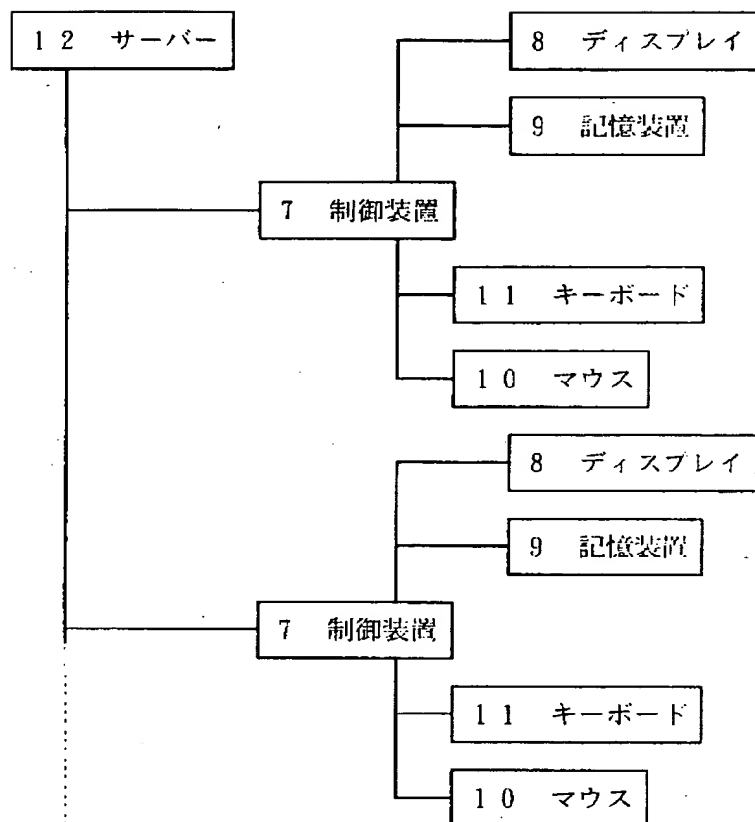 12 サーバー
8 ディスプレイ
9 記憶装置
7 制御装置
11 キーボード
10 マウス
8 ディスプレイ
9 記憶装置
7 制御装置
11 キーボード
10 マウス